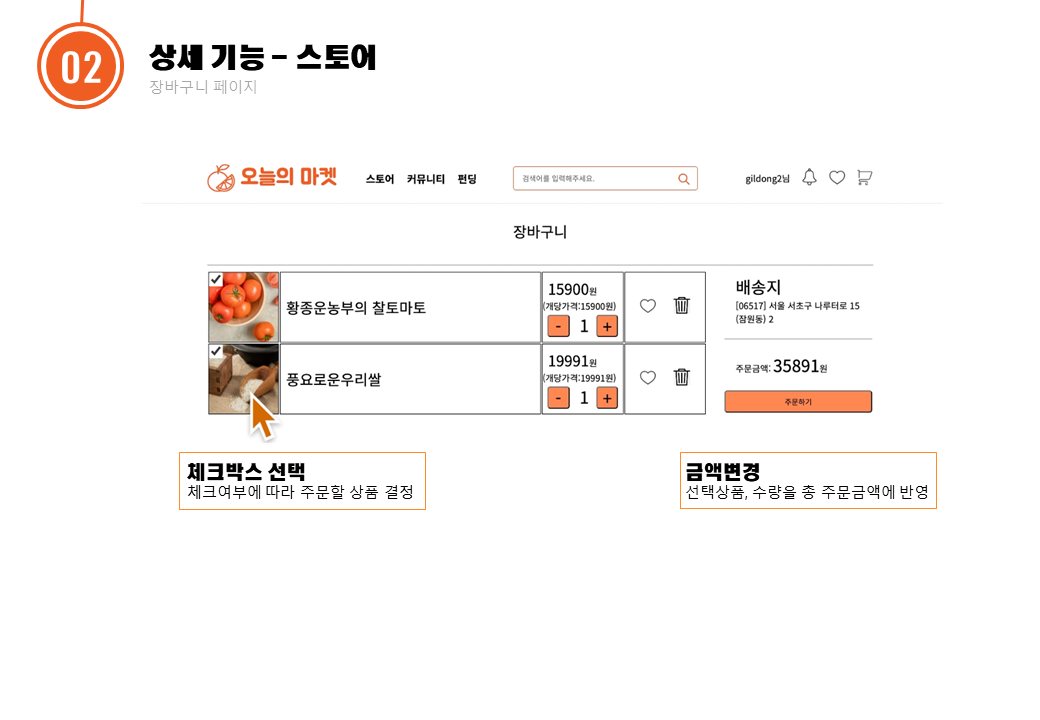 02
상세 기능 – 스토어
장바구니 페이지
오늘의 마켓 스토어 커뮤니티 펀딩 검색어를 입력해주세요. gildong2님
장바구니
황종운농부의 찰토마토
15900원
(개당가격:15900원)
- 1 +
풍요로운우리쌀
19991원
(개당가격:19991원)
- 1 +
배송지
[06517] 서울 서초구 나루터로 15
(잠원동) 2
주문금액: 35891원
주문하기
체크박스 선택
체크여부에 따라 주문할 상품 결정
금액변경
선택상품, 수량을 총 주문금액에 반영